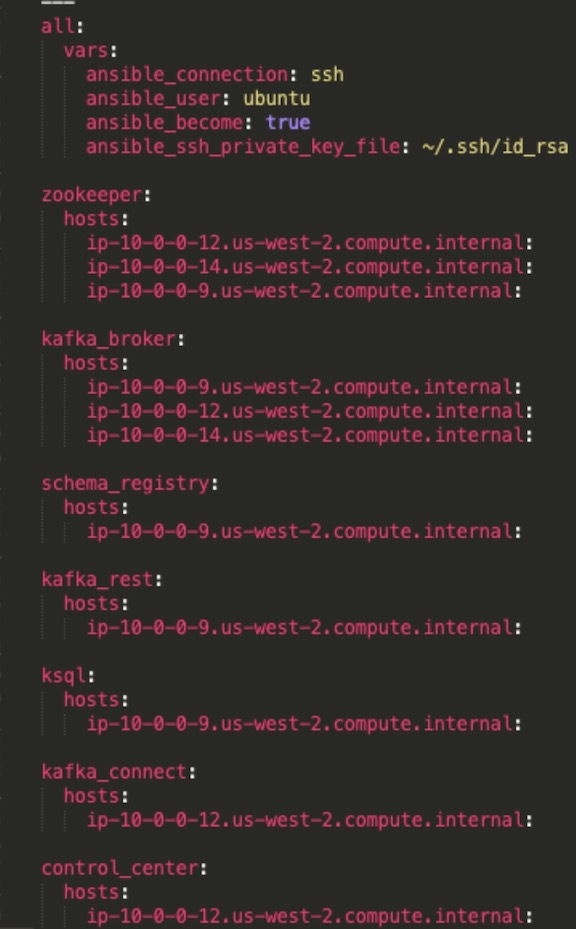 ---
all:
  vars:
    ansible_connection: ssh
    ansible_user: ubuntu
    ansible_become: true
    ansible_ssh_private_key_file: ~/.ssh/id_rsa
zookeeper:
  hosts:
    ip-10-0-0-12.us-west-2.compute.internal:
    ip-10-0-0-14.us-west-2.compute.internal:
    ip-10-0-0-9.us-west-2.compute.internal:
kafka_broker:
  hosts:
    ip-10-0-0-9.us-west-2.compute.internal:
    ip-10-0-0-12.us-west-2.compute.internal:
    ip-10-0-0-14.us-west-2.compute.internal:
schema_registry:
  hosts:
    ip-10-0-0-9.us-west-2.compute.internal:
kafka_rest:
  hosts:
    ip-10-0-0-9.us-west-2.compute.internal:
ksql:
  hosts:
    ip-10-0-0-9.us-west-2.compute.internal:
kafka_connect:
  hosts:
    ip-10-0-0-12.us-west-2.compute.internal:
control_center:
  hosts:
    ip-10-0-0-12.us-west-2.compute.internal: